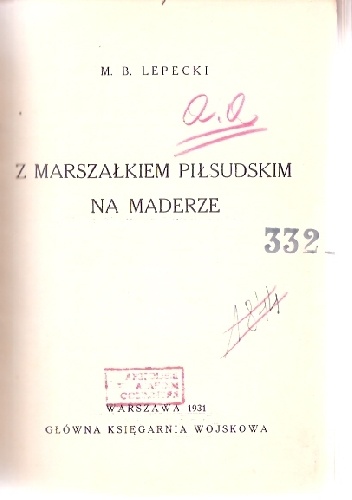 M. B. LEPECKI
a.a
Z MARSZAŁKIEM PIŁSUDSKIM
NA MADERZE
332
WARSZAWA 1931
GŁÓWNA KSIĘGARNIA WOJSKOWA